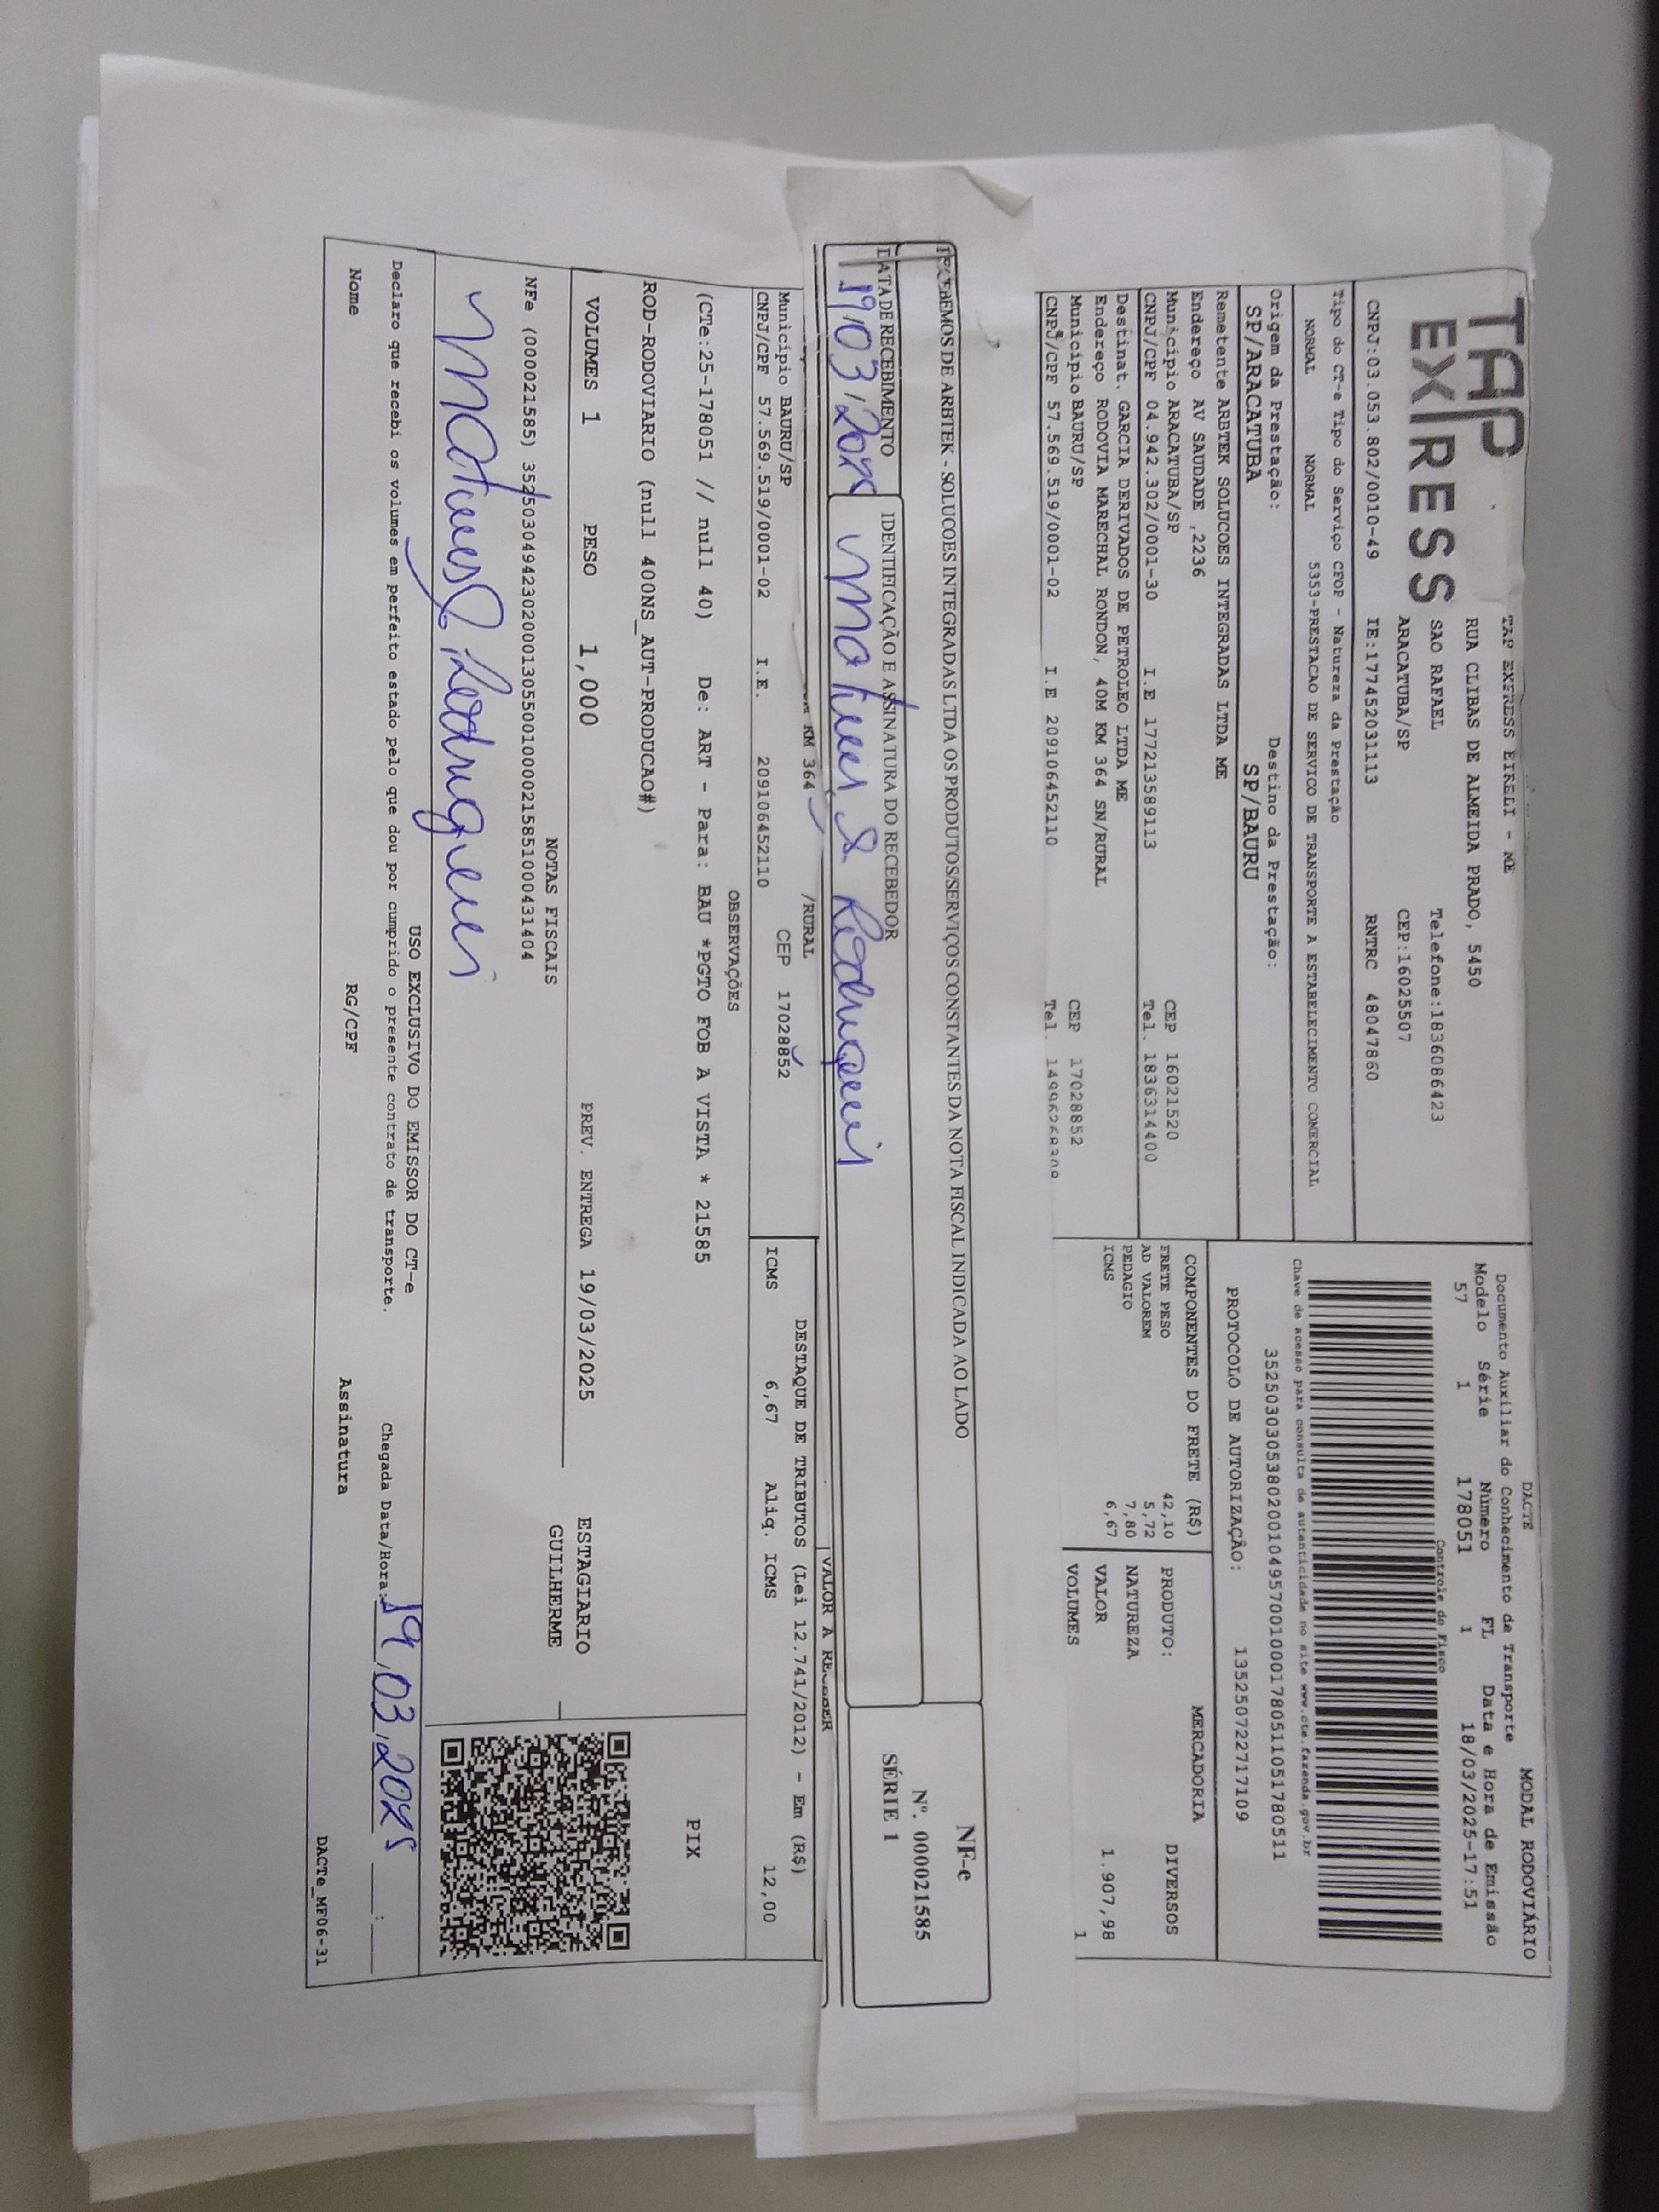 TAP EXPRESS
TAP EXPRESS EIRELI - ME
RUA CLIBAS DE ALMEIDA PRADO, 5450
SAO RAFAEL Telefone:1836086423
ARACATUBA/SP CEP:16025507
CNPJ:03.053.802/0010-49 IE:177452031113 RNTRC 48047860
Tipo do CT-e Tipo do Serviço CFOP - Natureza da Prestação
NORMAL NORMAL 5353-PRESTACAO DE SERVICO DE TRANSPORTE A ESTABELECIMENTO COMERCIAL
Origem da Prestação: Destino da Prestação:
SP/ARACATUBA SP/BAURU
Remetente ARBTEK SOLUCOES INTEGRADAS LTDA ME
Endereço AV SAUDADE ,2236
Município ARACATUBA/SP CEP 16021520
CNPJ/CPF 04.942.302/0001-30 I.E 177213589113 Tel. 1836314400
Destinat. GARCIA DERIVADOS DE PETROLEO LTDA ME
Endereço RODOVIA MARECHAL RONDON, 40M KM 364 SN/RURAL
Município BAURU/SP CEP 17028852
CNPJ/CPF 57.569.519/0001-02 I.E 209106452110 Tel.
DACTE MODAL RODOVIÁRIO
Documento Auxiliar do Conhecimento de Transporte
Modelo Série Número FL Data e Hora de Emissão
57 1 178051 1 18/03/2025-17:51
Controle do Fisco
Chave de acesso para consulta de autenticidade no site www.cte.fazenda.gov.br
35250303053802001049570010001780511051780511
PROTOCOLO DE AUTORIZAÇÃO: 135250722717109
COMPONENTES DO FRETE (R$)
FRETE PESO 42,10
AD VALOREM 5,72
PEDAGIO 7,80
ICMS 6,67
MERCADORIA
PRODUTO: DIVERSOS
NATUREZA
VALOR 1.907,98
VOLUMES 1
RECEBEMOS DE ARBTEK - SOLUCOES INTEGRADAS LTDA OS PRODUTOS/SERVIÇOS CONSTANTES DA NOTA FISCAL INDICADA AO LADO
DATA DE RECEBIMENTO IDENTIFICAÇÃO E ASSINATURA DO RECEBEDOR
19/03/2025 Mateus S. Rodrigues
NF-e
Nº. 000021585
SÉRIE 1
KM 364 /RURAL
VALOR A RECEBER
Município BAURU/SP CEP 17028852
CNPJ/CPF 57.569.519/0001-02 I.E. 209106452110
DESTAQUE DE TRIBUTOS (Lei 12.741/2012) - Em (R$)
ICMS 6,67 Aliq. ICMS 12,00
OBSERVAÇÕES
(CTe:25-178051 // null 40) De: ART - Para: BAU *PGTO FOB A VISTA * 21585
ROD-RODOVIARIO (null 400NS_AUT-PRODUCAO#)
PIX
VOLUMES 1 PESO 1,000 PREV. ENTREGA 19/03/2025 ESTAGIARIO
GUILHERME
NOTAS FISCAIS
NFe (000021585) 35250304942302000130550010000215851000431404
Mateus S. Rodrigues
USO EXCLUSIVO DO EMISSOR DO CT-e
Declaro que recebi os volumes em perfeito estado pelo que dou por cumprido o presente contrato de transporte. Chegada Data/Hora: 19/03/2025 :
Nome RG/CPF Assinatura
DACTe_MF06-31